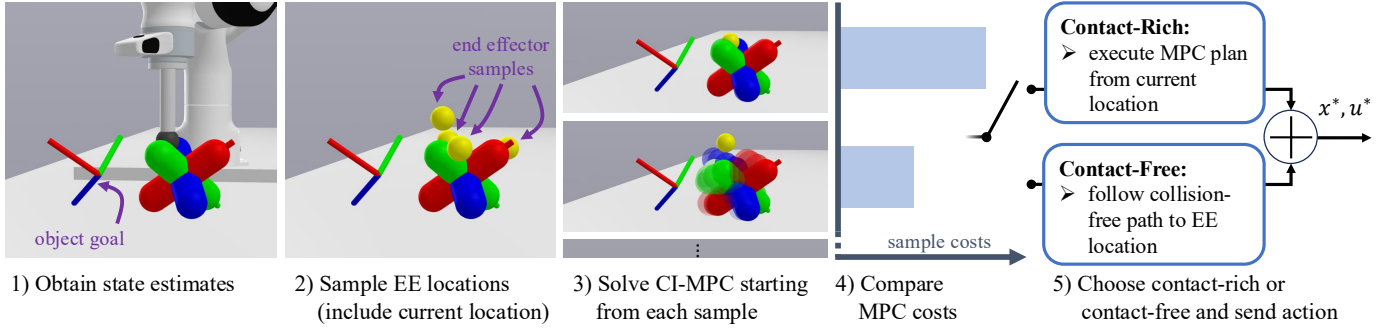 object goal
1) Obtain state estimates
end effector
samples
2) Sample EE locations
(include current location)
⋮
3) Solve CI-MPC starting
from each sample
sample costs
4) Compare
MPC costs
Contact-Rich:
➢ execute MPC plan
from current
location
Contact-Free:
➢ follow collision-
free path to EE
location
x*, u*
5) Choose contact-rich or
contact-free and send action